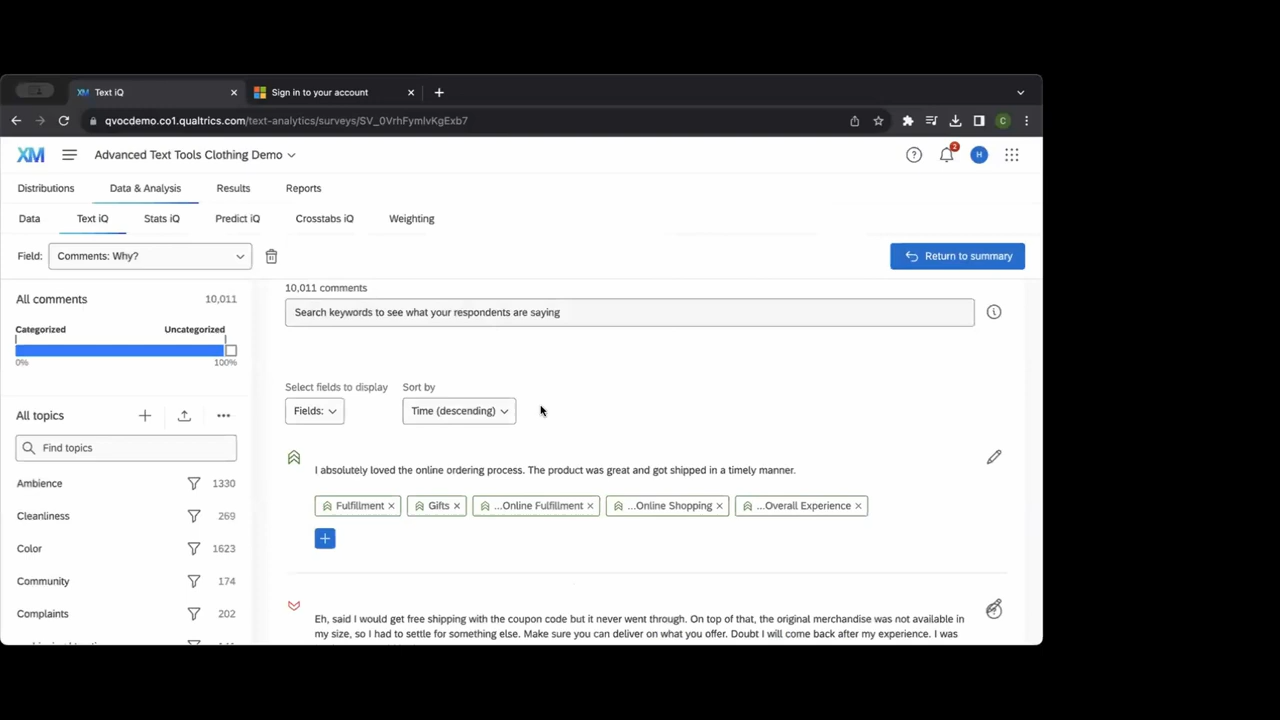 XM Text iQ Sign in to your account
qvocdemo.co1.qualtrics.com/text-analytics/surveys/SV_0VrhFymlvKgExb7 C
XM Advanced Text Tools Clothing Demo ? 2 H
Distributions Data & Analysis Results Reports
Data Text iQ Stats iQ Predict iQ Crosstabs iQ Weighting
Field: Comments: Why? Return to summary
All comments 10,011
Categorized Uncategorized
0% 100%
All topics
Find topics
Ambience 1330
Cleanliness 269
Color 1623
Community 174
Complaints 202
10,011 comments
Search keywords to see what your respondents are saying
Select fields to display Sort by
Fields: Time (descending)
I absolutely loved the online ordering process. The product was great and got shipped in a timely manner.
Fulfillment Gifts ...Online Fulfillment ...Online Shopping ...Overall Experience
Eh, said I would get free shipping with the coupon code but it never went through. On top of that, the original merchandise was not available in
my size, so I had to settle for something else. Make sure you can deliver on what you offer. Doubt I will come back after my experience. I was